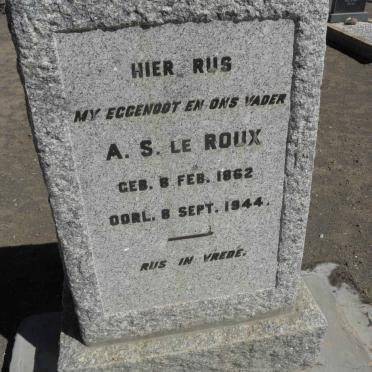 HIER RUS
MY EGGENOOT EN ONS VADER
A. S. LE ROUX
GEB. 8 FEB. 1862
OORL. 8 SEPT. 1944.
RUS IN VREDE.